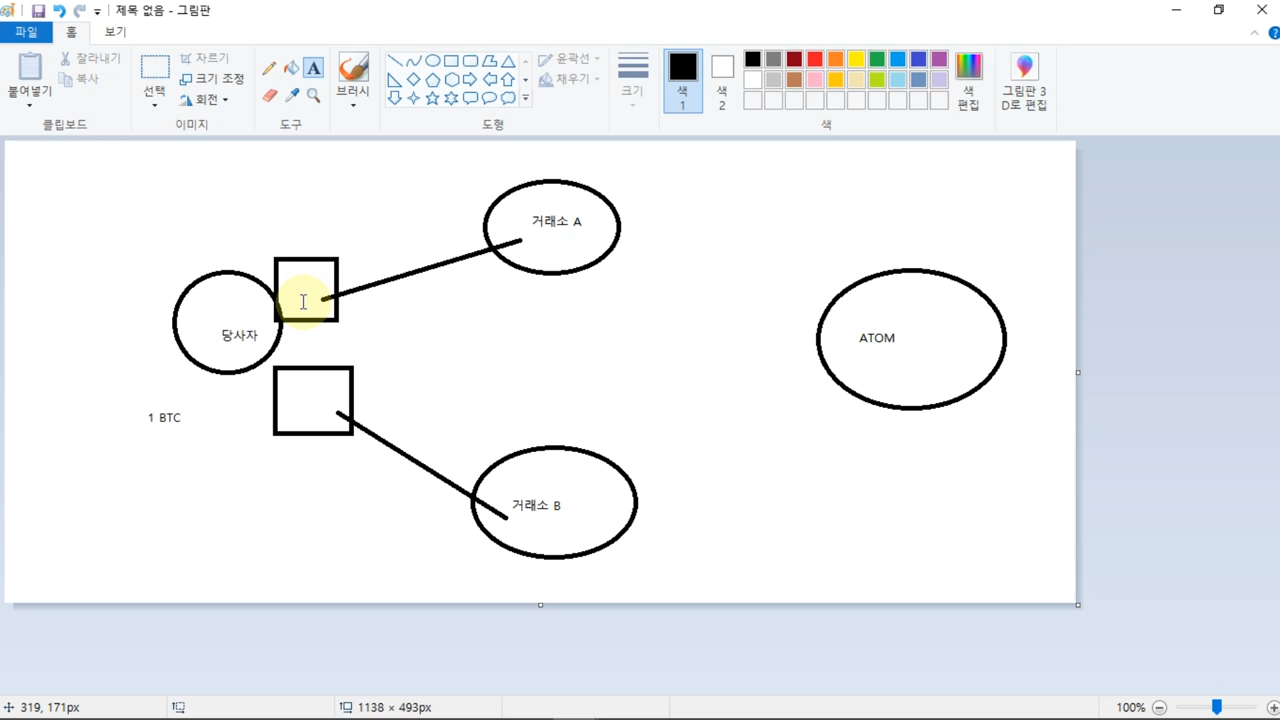 제목 없음 - 그림판
파일
홈
보기
붙여넣기
잘라내기
복사
클립보드
선택
자르기
크기 조정
회전
이미지
A
도구
브러시
윤곽선
채우기
도형
크기
색
1
색
2
색
편집
색
그림판 3
D로 편집
거래소 A
당사자
ATOM
1 BTC
거래소 B
319, 171px
1138 × 493px
100%